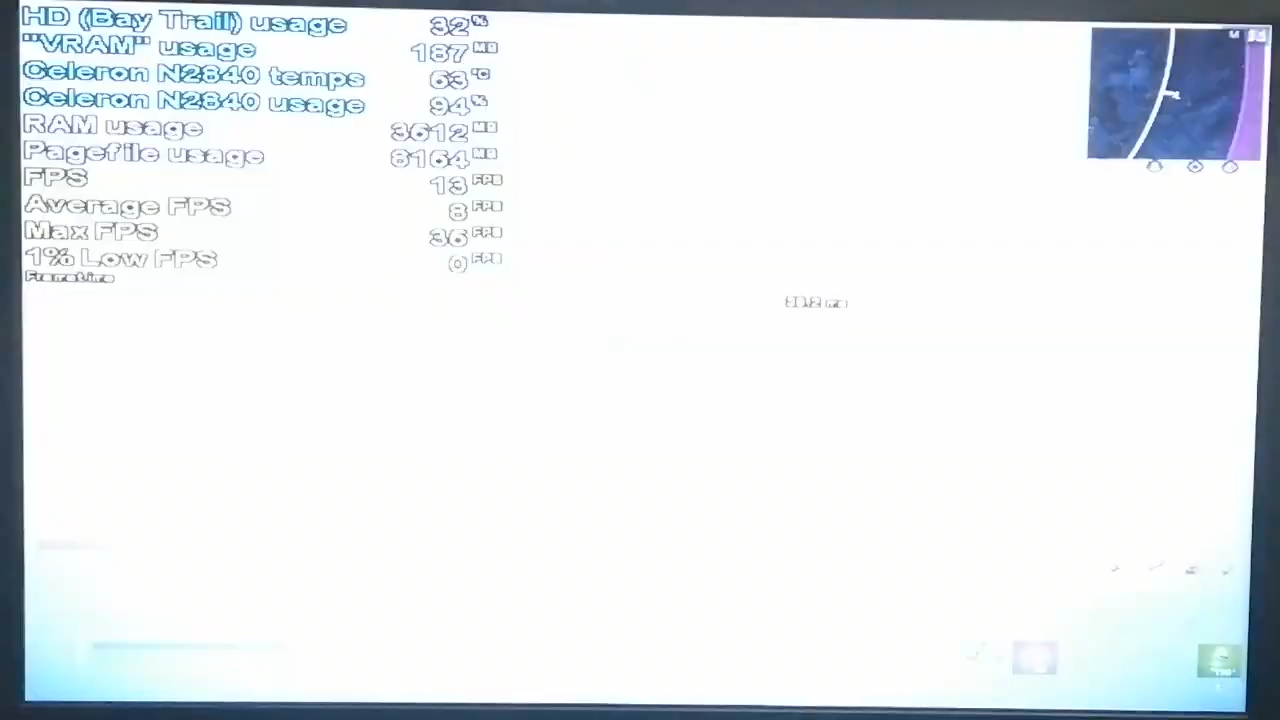 HD (Bay Trail) usage 32 %
"VRAM" usage 187 MB
Celeron N2840 temps 63 °C
Celeron N2840 usage 94 %
RAM usage 3612 MB
Pagefile usage 8164 MB
FPS 13 FPS
Average FPS 8 FPS
Max FPS 36 FPS
1% Low FPS 0 FPS
Frametime